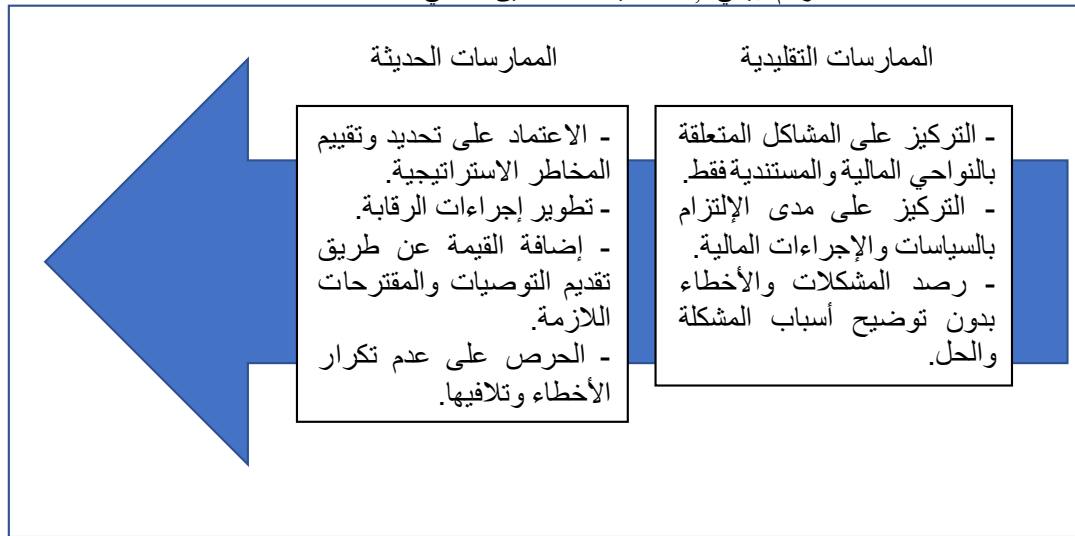 الممارسات التقليدية
- التركيز على المشاكل المتعلقة
بالنواحي المالية والمستندية فقط.
- التركيز على مدى الإلتزام
بالسياسات والإجراءات المالية.
- رصد المشكلات والأخطاء
بدون توضيح أسباب المشكلة
والحل.
الممارسات الحديثة
- الاعتماد على تحديد وتقييم
المخاطر الاستراتيجية.
- تطوير إجراءات الرقابة.
- إضافة القيمة عن طريق
تقديم التوصيات والمقترحات
اللازمة.
- الحرص على عدم تكرار
الأخطاء وتلافيها.